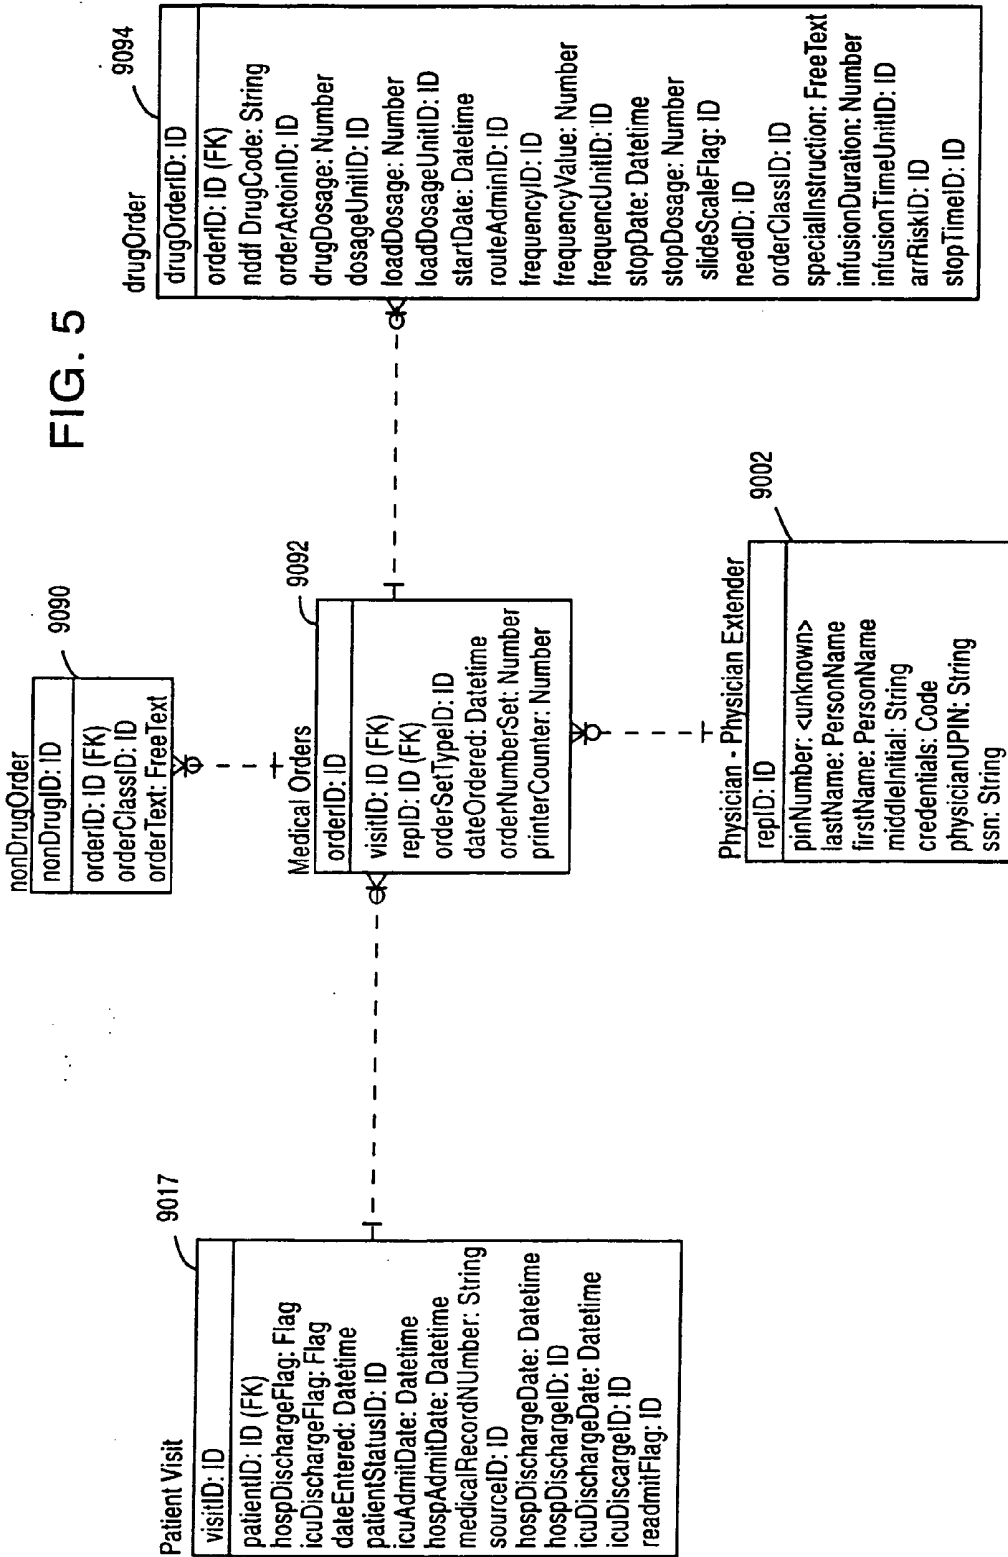 FIG. 5
Patient Visit
9017
visitID: ID
patientID: ID (FK)
hospDischargeFlag: Flag
icuDischargeFlag: Flag
dateEntered: Datetime
patientStatusID: ID
icuAdmitDate: Datetime
hospAdmitDate: Datetime
medicalRecordNUmber: String
sourceID: ID
hospDischargeDate: Datetime
hospDischargeID: ID
icuDischargeDate: Datetime
icuDiscargeID: ID
readmitFlag: ID
nonDrugOrder
9090
nonDrugID: ID
orderID: ID (FK)
orderClassID: ID
orderText: FreeText
Medical Orders
9092
orderID: ID
visitID: ID (FK)
repID: ID (FK)
orderSetTypeID: ID
dateOrdered: Datetime
orderNumberSet: Number
printerCounter: Number
Physician - Physician Extender
9002
repID: ID
pinNumber: <unknown>
lastName: PersonName
firstName: PersonName
middleInitial: String
credentials: Code
physicianUPIN: String
ssn: String
drugOrder
9094
drugOrderID: ID
orderID: ID (FK)
nddf DrugCode: String
orderActoinID: ID
drugDosage: Number
dosageUnitID: ID
loadDosage: Number
loadDosageUnitID: ID
startDate: Datetime
routeAdminID: ID
frequencyID: ID
frequencyValue: Number
frequencUnitID: ID
stopDate: Datetime
stopDosage: Number
slideScaleFlag: ID
needID: ID
orderClassID: ID
specialInstruction: FreeText
infusionDuration: Number
infusionTimeUnitID: ID
arrRiskID: ID
stopTimeID: ID